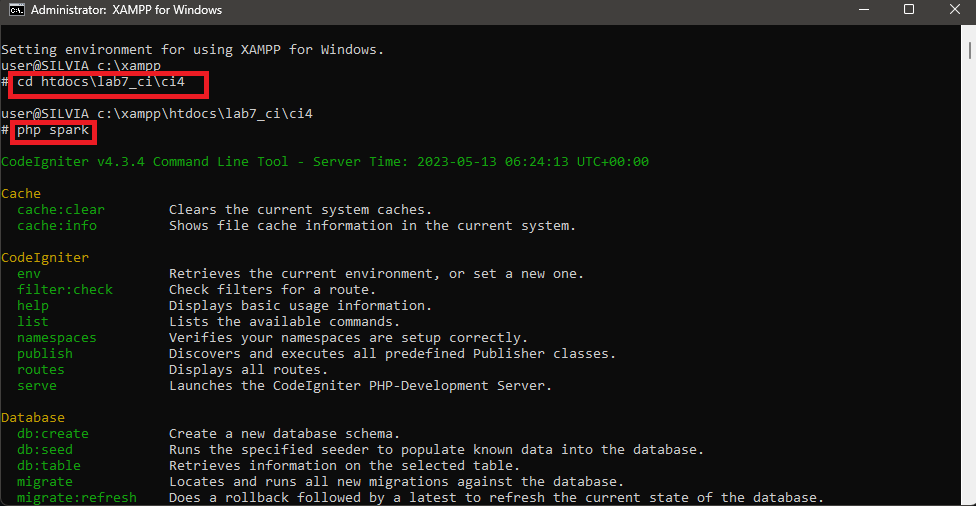 Administrator: XAMPP for Windows
Setting environment for using XAMPP for Windows.
user@SILVIA c:\xampp
# cd htdocs\lab7_ci\ci4
user@SILVIA c:\xampp\htdocs\lab7_ci\ci4
# php spark
CodeIgniter v4.3.4 Command Line Tool - Server Time: 2023-05-13 06:24:13 UTC+00:00
Cache
cache:clear        Clears the current system caches.
cache:info         Shows file cache information in the current system.
CodeIgniter
env                Retrieves the current environment, or set a new one.
filter:check       Check filters for a route.
help               Displays basic usage information.
list               Lists the available commands.
namespaces         Verifies your namespaces are setup correctly.
publish            Discovers and executes all predefined Publisher classes.
routes             Displays all routes.
serve              Launches the CodeIgniter PHP-Development Server.
Database
db:create          Create a new database schema.
db:seed            Runs the specified seeder to populate known data into the database.
db:table           Retrieves information on the selected table.
migrate            Locates and runs all new migrations against the database.
migrate:refresh    Does a rollback followed by a latest to refresh the current state of the database.